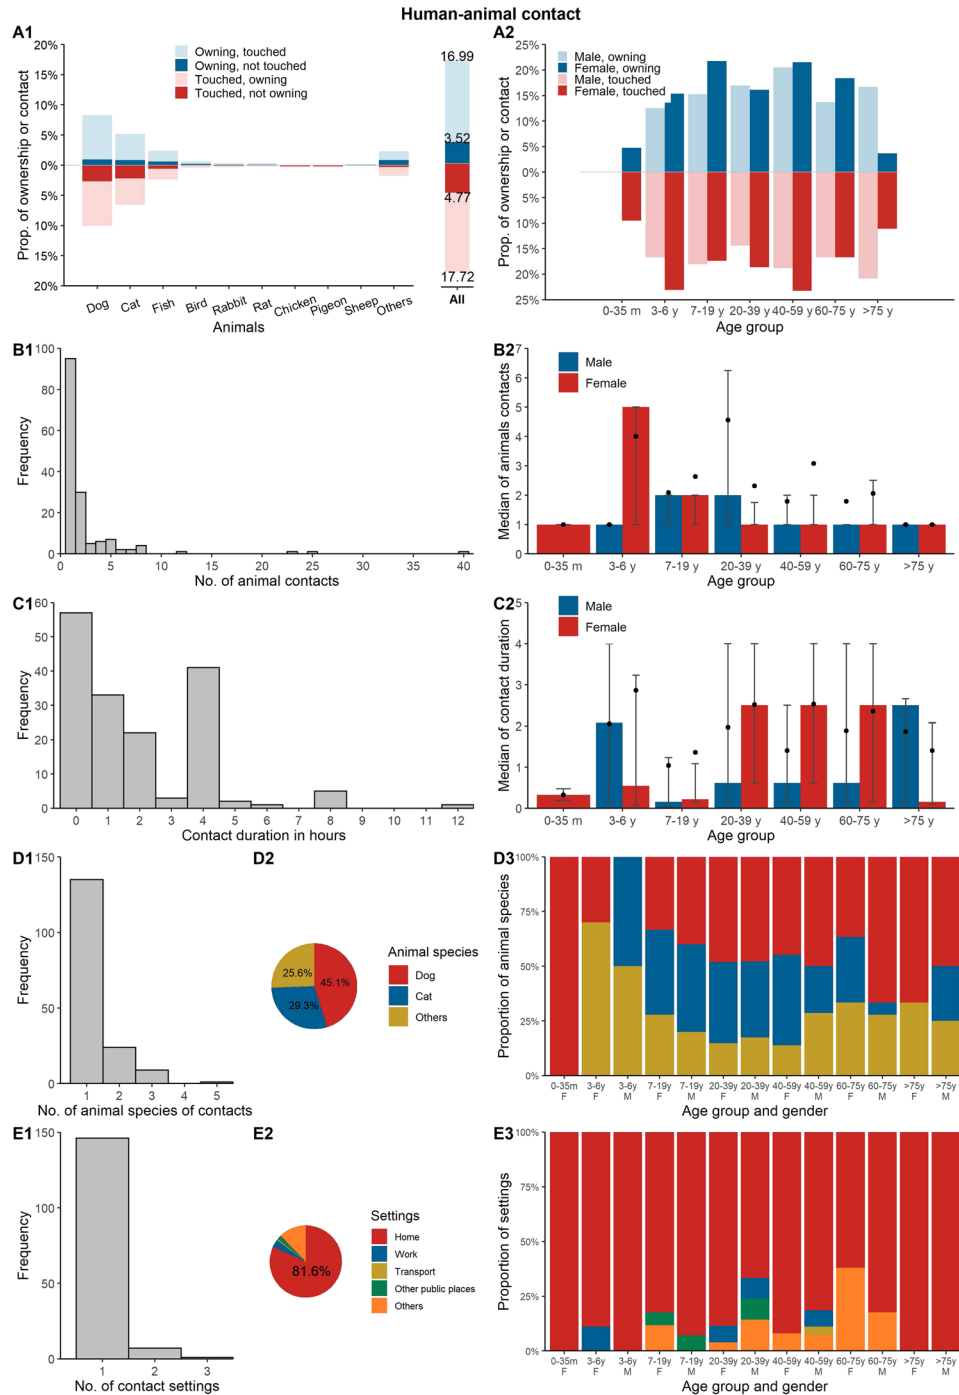 Human-animal contact
A1
Prop. of ownership or contact
20%
15%
10%
5%
0%
5%
10%
15%
20%
Owning, touched
Owning, not touched
Touched, owning
Touched, not owning
16.99
3.52
4.77
17.72
Dog
Cat
Fish
Bird
Rabbit
Rat
Chicken
Pigeon
Sheep
Others
All
Animals
A2
Prop. of ownership or contact
25%
20%
15%
10%
5%
0%
5%
10%
15%
20%
25%
Male, owning
Female, owning
Male, touched
Female, touched
0-35 m
3-6 y
7-19 y
20-39 y
40-59 y
60-75 y
>75 y
Age group
B1
Frequency
100
80
60
40
20
0
0
5
10
15
20
25
30
35
40
No. of animal contacts
B2
Median of animals contacts
7
6
5
4
3
2
1
0
Male
Female
0-35 m
3-6 y
7-19 y
20-39 y
40-59 y
60-75 y
>75 y
Age group
C1
Frequency
60
50
40
30
20
10
0
0
1
2
3
4
5
6
7
8
9
10
11
12
Contact duration in hours
C2
Median of contact duration
5
4
3
2
1
0
Male
Female
0-35 m
3-6 y
7-19 y
20-39 y
40-59 y
60-75 y
>75 y
Age group
D1
Frequency
150
100
50
0
1
2
3
4
5
No. of animal species of contacts
D2
25.6%
45.1%
29.3%
Animal species
Dog
Cat
Others
D3
Proportion of animal species
100%
75%
50%
25%
0%
0-35m
F
3-6y
F
3-6y
M
7-19y
F
7-19y
M
20-39y
F
20-39y
M
40-59y
F
40-59y
M
60-75y
F
60-75y
M
>75y
F
>75y
M
Age group and gender
E1
Frequency
150
100
50
0
1
2
3
No. of contact settings
E2
81.6%
Settings
Home
Work
Transport
Other public places
Others
E3
Proportion of settings
100%
75%
50%
25%
0%
0-35m
F
3-6y
F
3-6y
M
7-19y
F
7-19y
M
20-39y
F
20-39y
M
40-59y
F
40-59y
M
60-75y
F
60-75y
M
>75y
F
>75y
M
Age group and gender